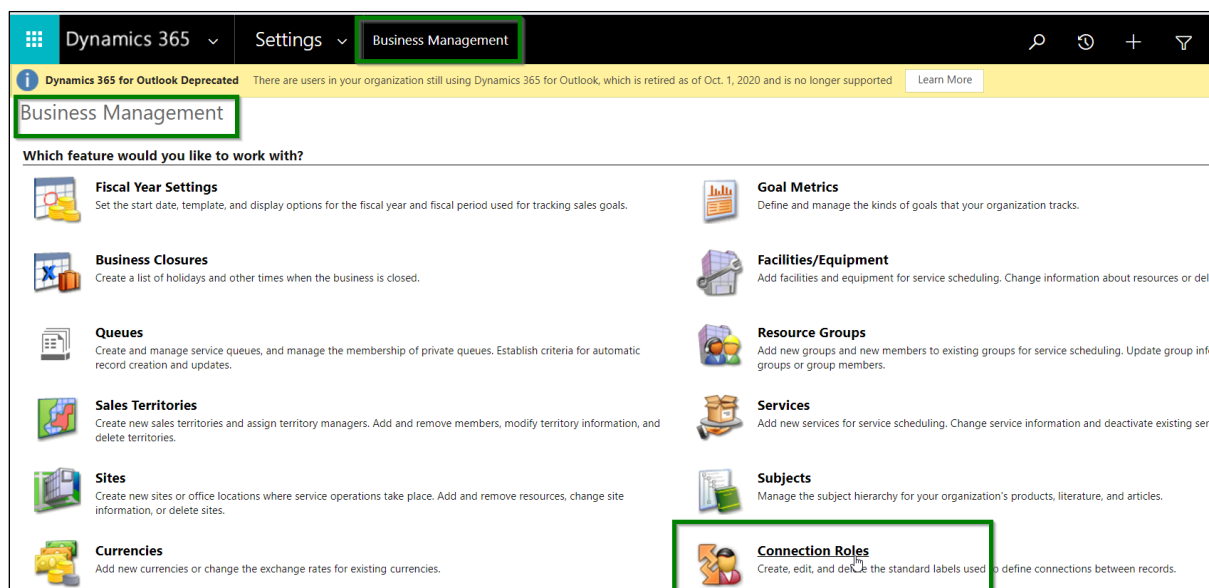 Dynamics 365 Settings Business Management
Dynamics 365 for Outlook Deprecated There are users in your organization still using Dynamics 365 for Outlook, which is retired as of Oct. 1, 2020 and is no longer supported Learn More
Business Management
Which feature would you like to work with?
Fiscal Year Settings
Set the start date, template, and display options for the fiscal year and fiscal period used for tracking sales goals.
Goal Metrics
Define and manage the kinds of goals that your organization tracks.
Business Closures
Create a list of holidays and other times when the business is closed.
Facilities/Equipment
Add facilities and equipment for service scheduling. Change information about resources or del
Queues
Create and manage service queues, and manage the membership of private queues. Establish criteria for automatic
record creation and updates.
Resource Groups
Add new groups and new members to existing groups for service scheduling. Update group inf
groups or group members.
Sales Territories
Create new sales territories and assign territory managers. Add and remove members, modify territory information, and
delete territories.
Services
Add new services for service scheduling. Change service information and deactivate existing ser
Sites
Create new sites or office locations where service operations take place. Add and remove resources, change site
information, or delete sites.
Subjects
Manage the subject hierarchy for your organization's products, literature, and articles.
Currencies
Add new currencies or change the exchange rates for existing currencies.
Connection Roles
Create, edit, and delete the standard labels used to define connections between records.